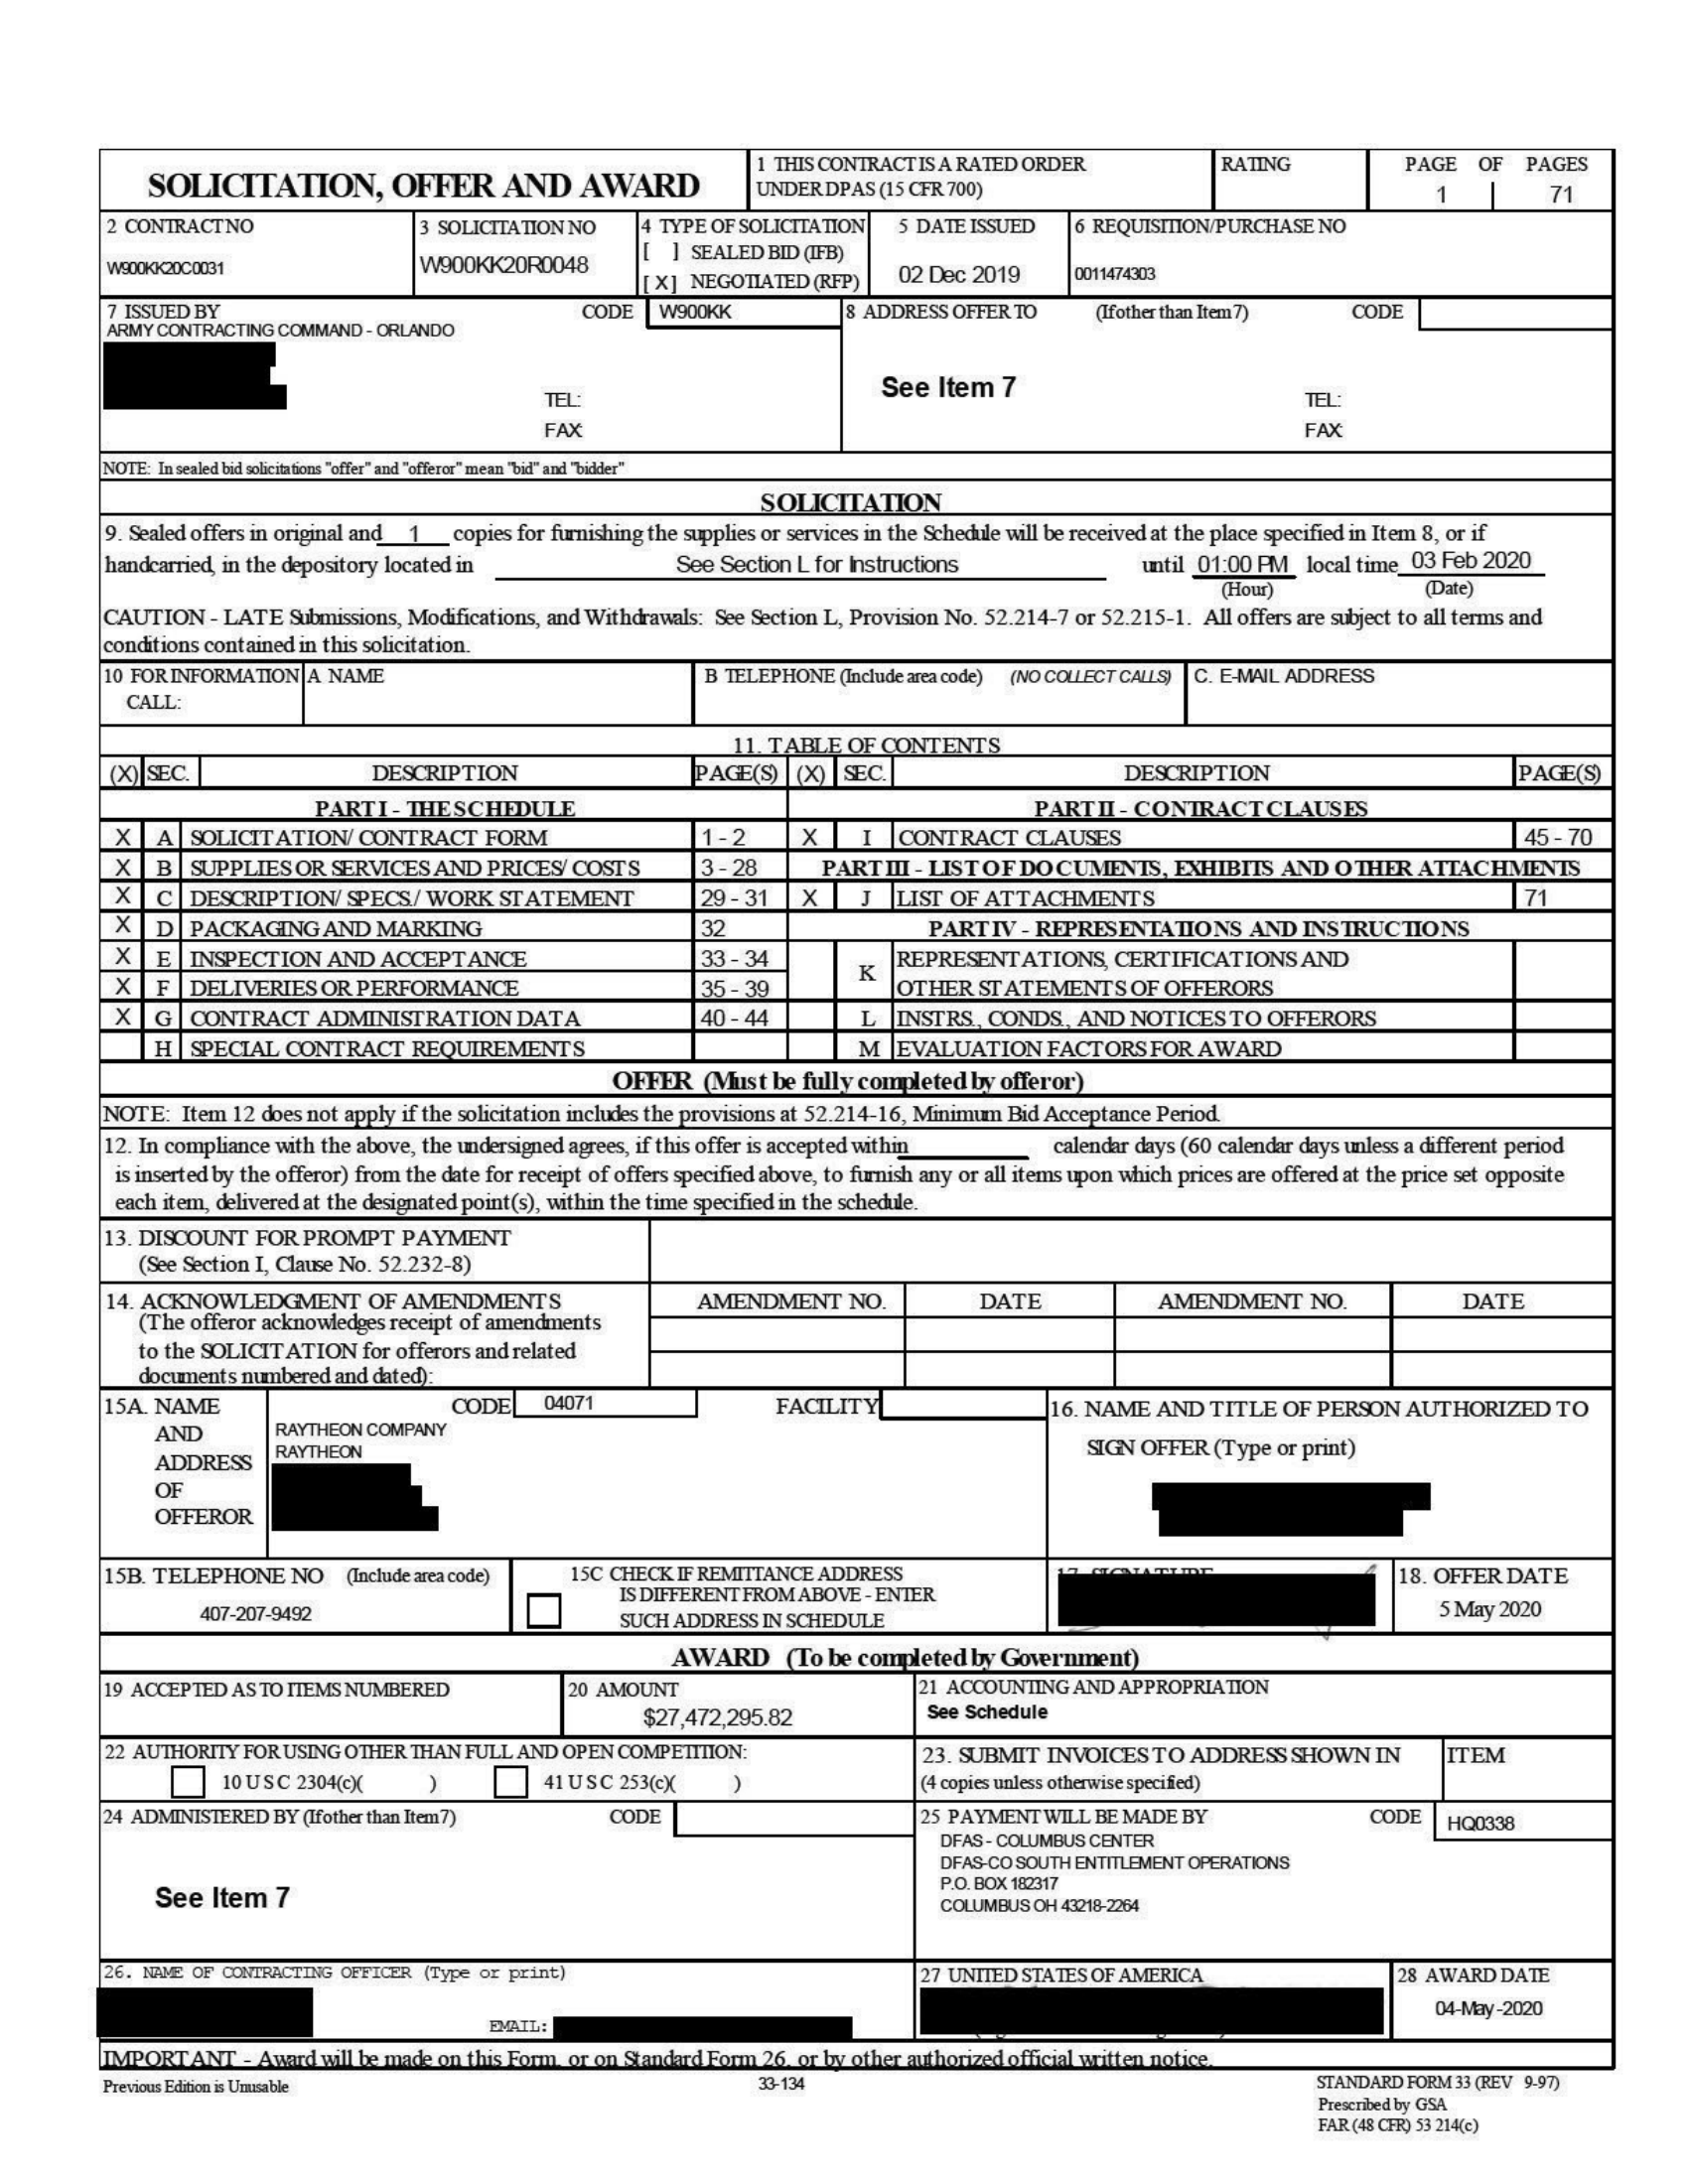 SOLICITATION, OFFER AND AWARD
1 THIS CONTRACT IS A RATED ORDER
UNDER DPAS (15 CFR 700)
RATING
PAGE OF PAGES
1 71
2 CONTRACT NO
W900KK20C0031
3 SOLICITATION NO
W900KK20R0048
4 TYPE OF SOLICITATION
[ ] SEALED BID (IFB)
[X] NEGOTIATED (RFP)
5 DATE ISSUED
02 Dec 2019
6 REQUISITION/PURCHASE NO
0011474303
7 ISSUED BY
CODE W900KK
ARMY CONTRACTING COMMAND - ORLANDO
TEL:
FAX:
8 ADDRESS OFFER TO (If other than Item 7) CODE
See Item 7
TEL:
FAX:
NOTE: In sealed bid solicitations "offer" and "offeror" mean "bid" and "bidder"
SOLICITATION
9. Sealed offers in original and 1 copies for furnishing the supplies or services in the Schedule will be received at the place specified in Item 8, or if
handcarried, in the depository located in See Section L for Instructions until 01:00 PM local time 03 Feb 2020
(Hour) (Date)
CAUTION - LATE Submissions, Modifications, and Withdrawals: See Section L, Provision No. 52.214-7 or 52.215-1. All offers are subject to all terms and
conditions contained in this solicitation.
10 FOR INFORMATION
CALL:
A NAME
B TELEPHONE (Include area code) (NO COLLECT CALLS)
C. E-MAIL ADDRESS
11. TABLE OF CONTENTS
(X) SEC. DESCRIPTION PAGE(S) (X) SEC. DESCRIPTION PAGE(S)
PART I - THE SCHEDULE PART II - CONTRACT CLAUSES
X A SOLICITATION/ CONTRACT FORM 1 - 2 X I CONTRACT CLAUSES 45 - 70
X B SUPPLIES OR SERVICES AND PRICES/ COSTS 3 - 28 PART III - LIST OF DOCUMENTS, EXHIBITS AND OTHER ATTACHMENTS
X C DESCRIPTION/ SPECS./ WORK STATEMENT 29 - 31 X J LIST OF ATTACHMENTS 71
X D PACKAGING AND MARKING 32 PART IV - REPRESENTATIONS AND INSTRUCTIONS
X E INSPECTION AND ACCEPTANCE 33 - 34 K REPRESENTATIONS, CERTIFICATIONS AND
X F DELIVERIES OR PERFORMANCE 35 - 39 OTHER STATEMENTS OF OFFERORS
X G CONTRACT ADMINISTRATION DATA 40 - 44 L INSTRS., CONDS., AND NOTICES TO OFFERORS
H SPECIAL CONTRACT REQUIREMENTS M EVALUATION FACTORS FOR AWARD
OFFER (Must be fully completed by offeror)
NOTE: Item 12 does not apply if the solicitation includes the provisions at 52.214-16, Minimum Bid Acceptance Period.
12. In compliance with the above, the undersigned agrees, if this offer is accepted within calendar days (60 calendar days unless a different period
is inserted by the offeror) from the date for receipt of offers specified above, to furnish any or all items upon which prices are offered at the price set opposite
each item, delivered at the designated point(s), within the time specified in the schedule.
13. DISCOUNT FOR PROMPT PAYMENT
(See Section I, Clause No. 52.232-8)
14. ACKNOWLEDGMENT OF AMENDMENTS
(The offeror acknowledges receipt of amendments
to the SOLICITATION for offerors and related
documents numbered and dated):
AMENDMENT NO. DATE AMENDMENT NO. DATE
15A. NAME
AND
ADDRESS
OF
OFFEROR
CODE 04071 FACILITY
RAYTHEON COMPANY
RAYTHEON
16. NAME AND TITLE OF PERSON AUTHORIZED TO
SIGN OFFER (Type or print)
15B. TELEPHONE NO (Include area code)
407-207-9492
15C CHECK IF REMITTANCE ADDRESS
IS DIFFERENT FROM ABOVE - ENTER
SUCH ADDRESS IN SCHEDULE
17. SIGNATURE
18. OFFER DATE
5 May 2020
AWARD (To be completed by Government)
19 ACCEPTED AS TO ITEMS NUMBERED
20 AMOUNT
$27,472,295.82
21 ACCOUNTING AND APPROPRIATION
See Schedule
22 AUTHORITY FOR USING OTHER THAN FULL AND OPEN COMPETITION:
10 U S C 2304(c)( ) 41 U S C 253(c)( )
23. SUBMIT INVOICES TO ADDRESS SHOWN IN ITEM
(4 copies unless otherwise specified)
24 ADMINISTERED BY (If other than Item 7) CODE
See Item 7
25 PAYMENT WILL BE MADE BY CODE HQ0338
DFAS - COLUMBUS CENTER
DFAS-CO SOUTH ENTITLEMENT OPERATIONS
P.O. BOX 182317
COLUMBUS OH 43218-2264
26. NAME OF CONTRACTING OFFICER (Type or print)
EMAIL:
27 UNITED STATES OF AMERICA
28 AWARD DATE
04-May-2020
IMPORTANT - Award will be made on this Form, or on Standard Form 26, or by other authorized official written notice.
Previous Edition is Unusable
33-134
STANDARD FORM 33 (REV 9-97)
Prescribed by GSA
FAR (48 CFR) 53 214(c)